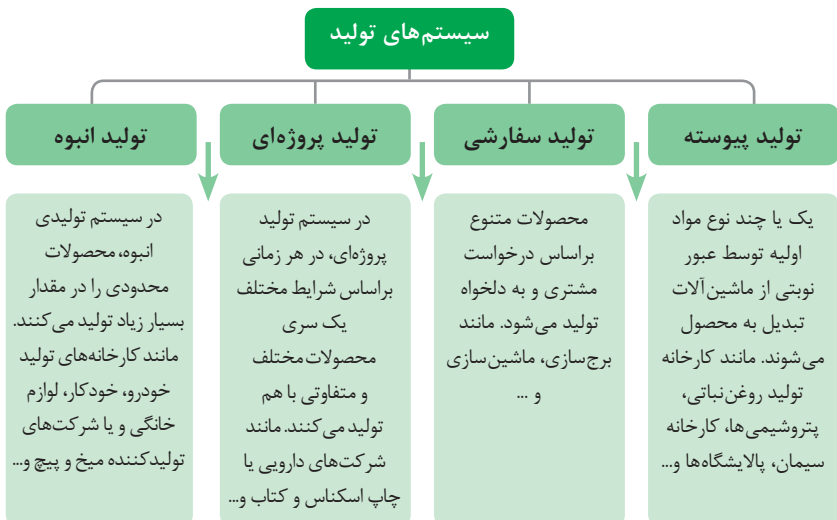 سیستم‌های تولید
تولید پیوسته
یک یا چند نوع مواد
اولیه توسط عبور
نوبتی از ماشین‌آلات
تبدیل به محصول
می‌شوند. مانند کارخانه
تولید روغن‌نباتی،
پتروشیمی‌ها، کارخانه
سیمان، پالایشگاه‌ها و...
تولید سفارشی
محصولات متنوع
براساس درخواست
مشتری و به دلخواه
تولید می‌شود. مانند
برج‌سازی، ماشین‌سازی
و ...
تولید پروژه‌ای
در سیستم تولید
پروژه‌ای، در هر زمانی
براساس شرایط مختلف
یک سری
محصولات مختلف
و متفاوتی با هم
تولید می‌کنند. مانند
شرکت‌های دارویی یا
چاپ اسکناس و کتاب و...
تولید انبوه
در سیستم تولیدی
انبوه، محصولات
محدودی را در مقدار
بسیار زیاد تولید می‌کنند.
مانند کارخانه‌های تولید
خودرو، خودکار، لوازم
خانگی و یا شرکت‌های
تولیدکننده میخ و پیچ و...